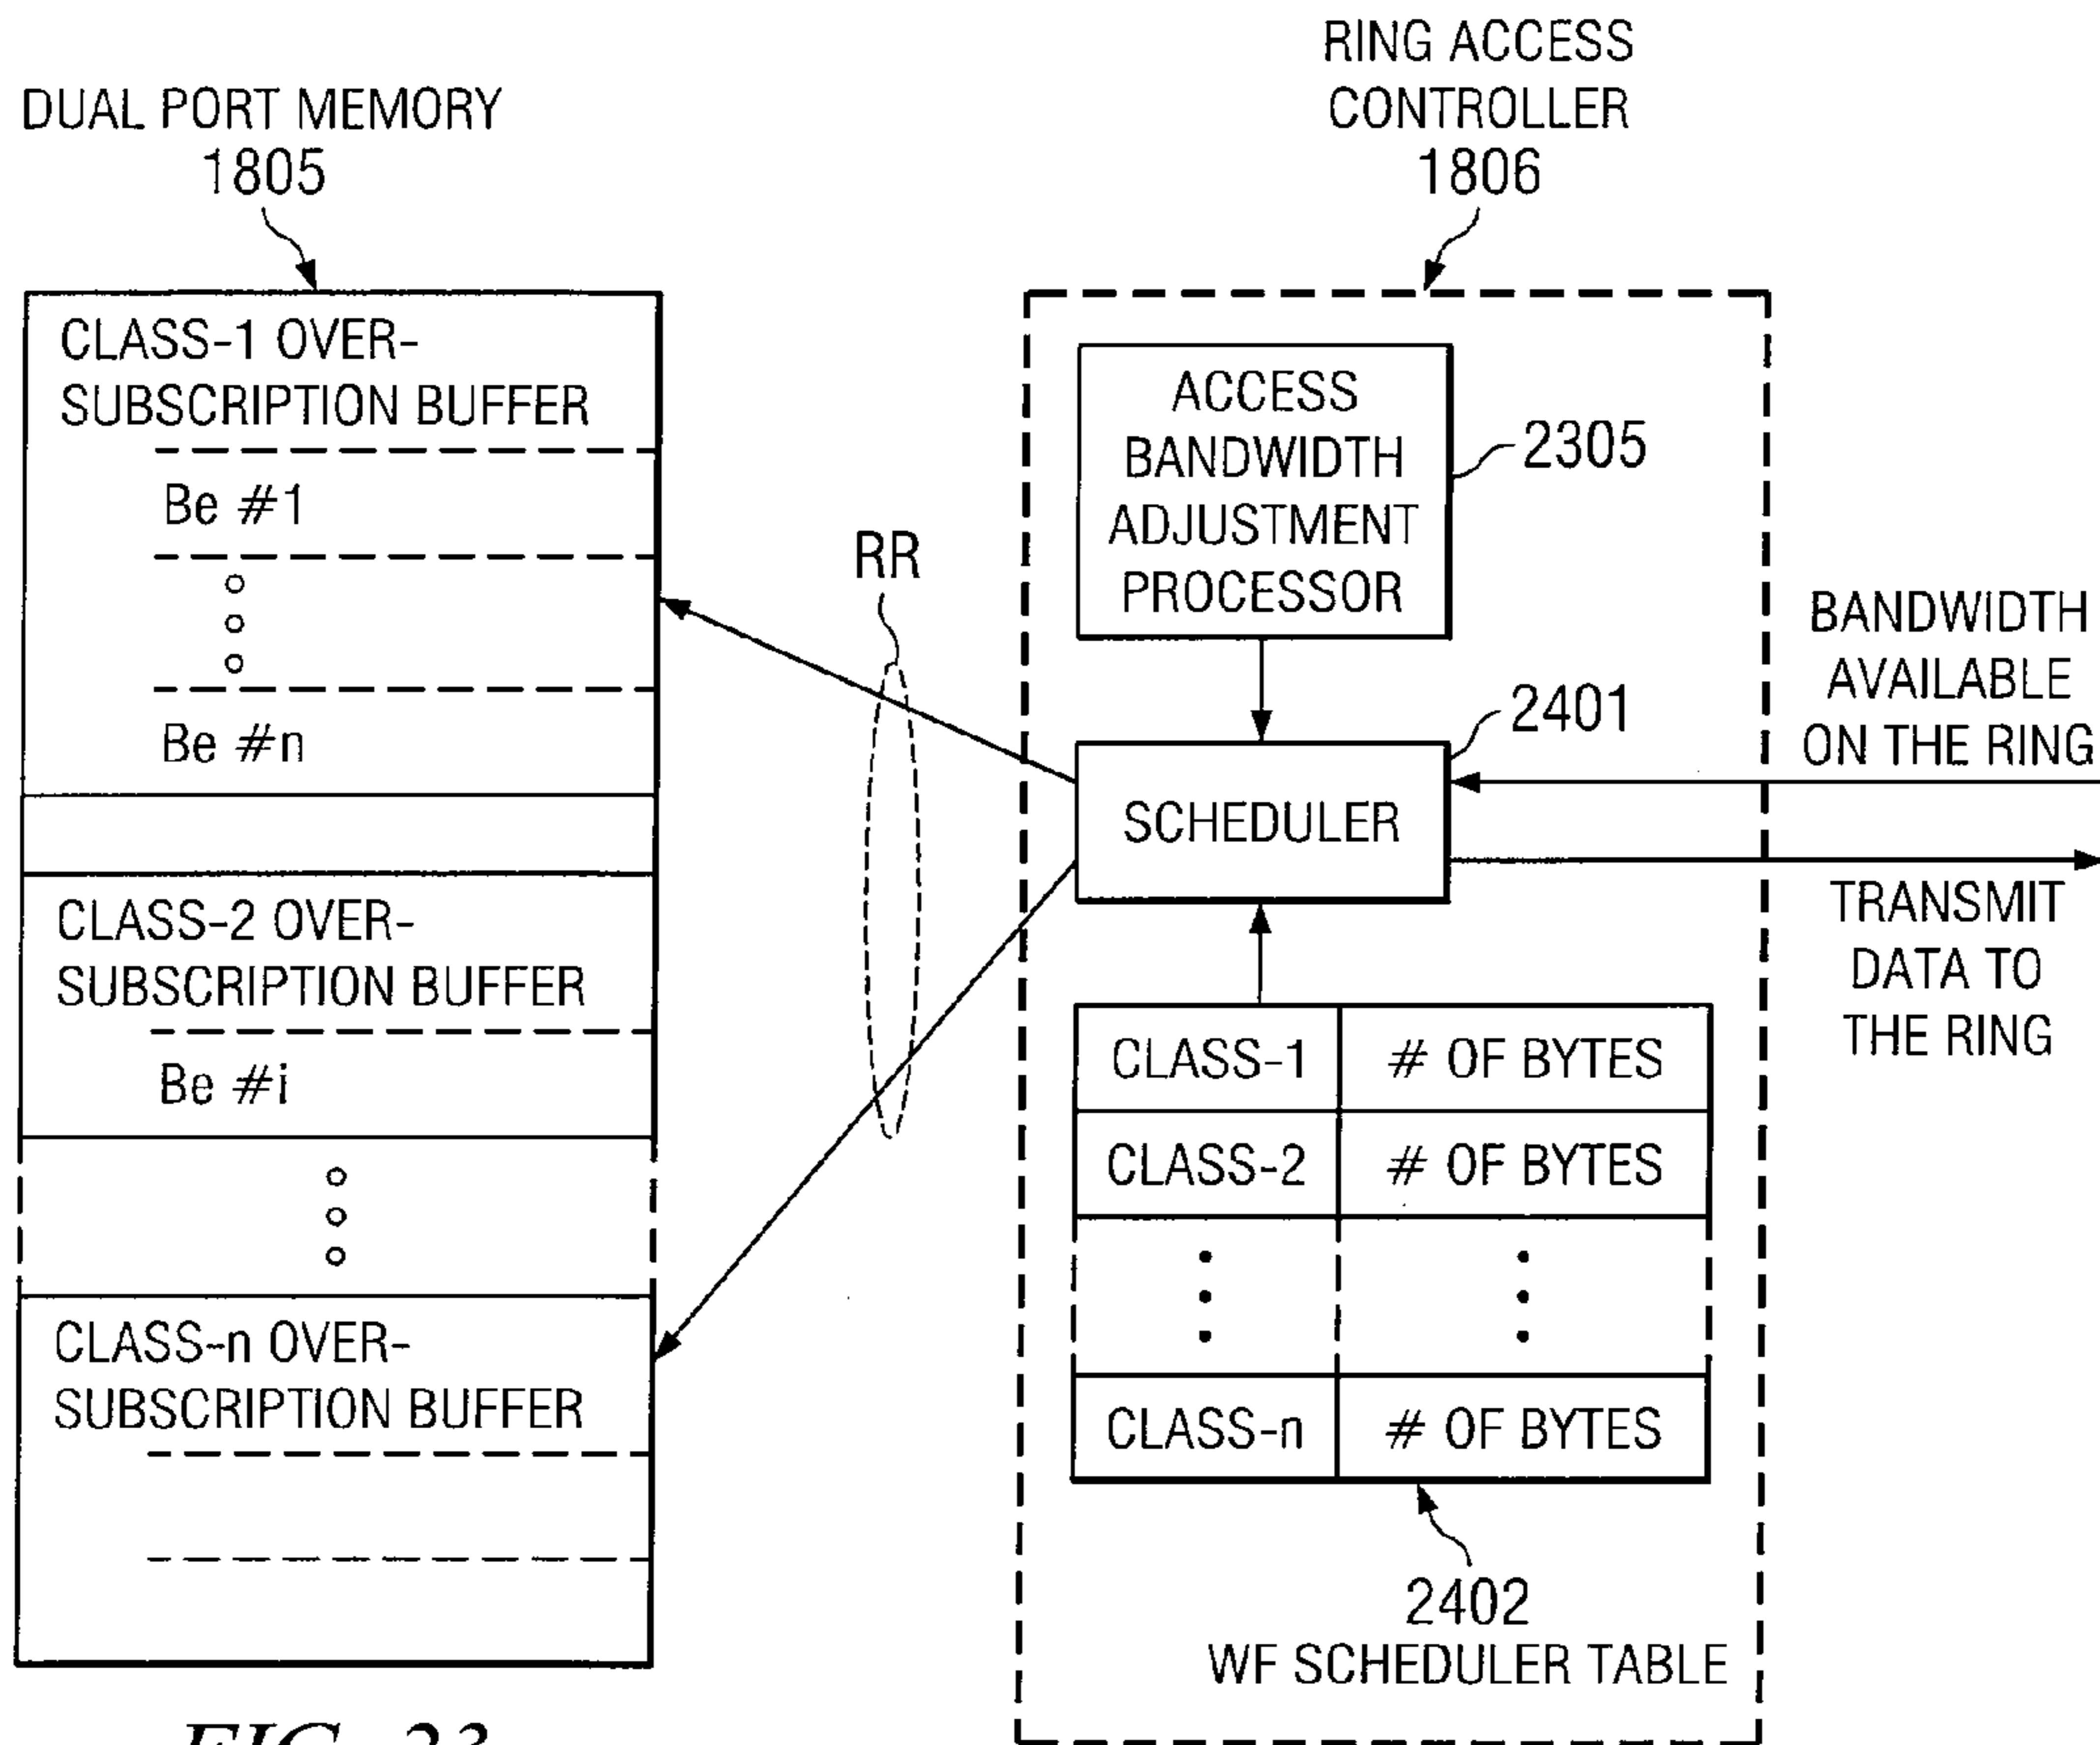 DUAL PORT MEMORY
1805
CLASS-1 OVER-
SUBSCRIPTION BUFFER
Be #1
Be #n
CLASS-2 OVER-
SUBSCRIPTION BUFFER
Be #i
CLASS-n OVER-
SUBSCRIPTION BUFFER
RR
RING ACCESS
CONTROLLER
1806
ACCESS
BANDWIDTH
ADJUSTMENT
PROCESSOR
2305
2401
SCHEDULER
BANDWIDTH
AVAILABLE
ON THE RING
TRANSMIT
DATA TO
THE RING
CLASS-1 # OF BYTES
CLASS-2 # OF BYTES
CLASS-n # OF BYTES
2402
WF SCHEDULER TABLE
FIG. 23